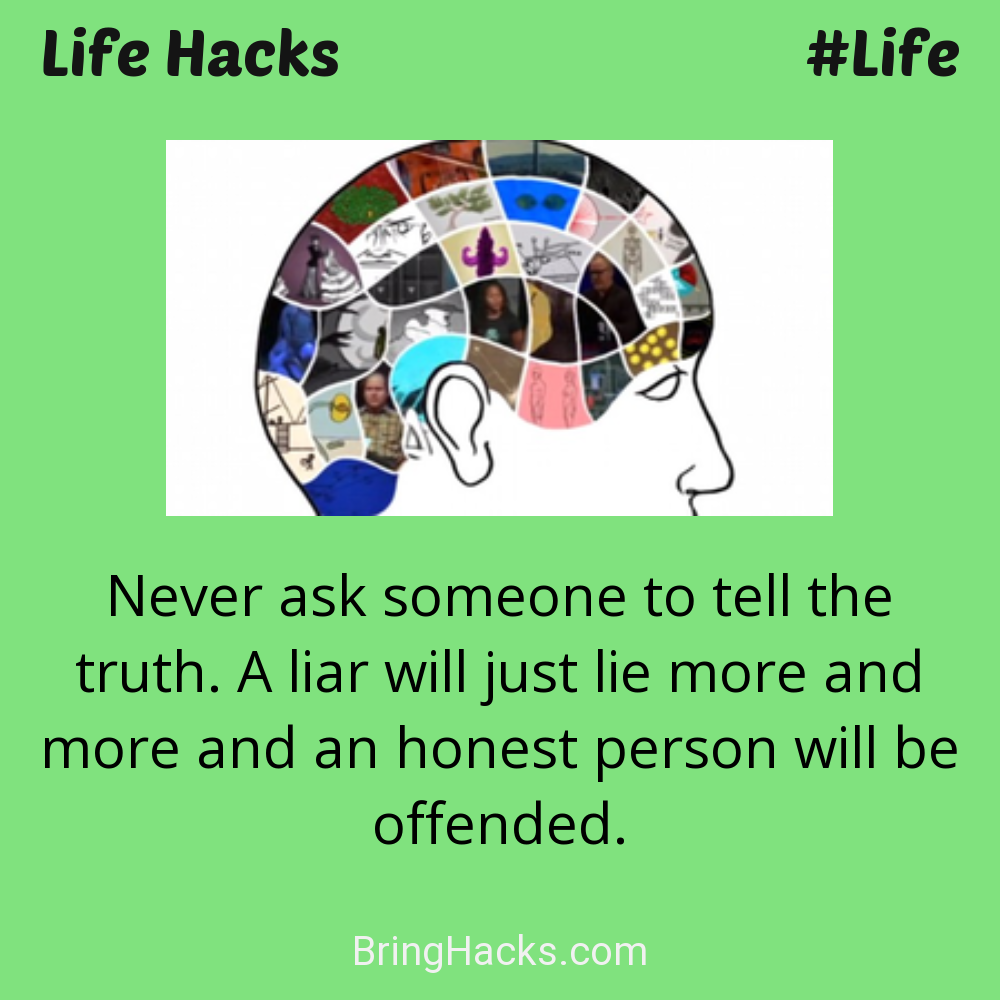 Life Hacks
#Life
Never ask someone to tell the
truth. A liar will just lie more and
more and an honest person will be
offended.
BringHacks.com